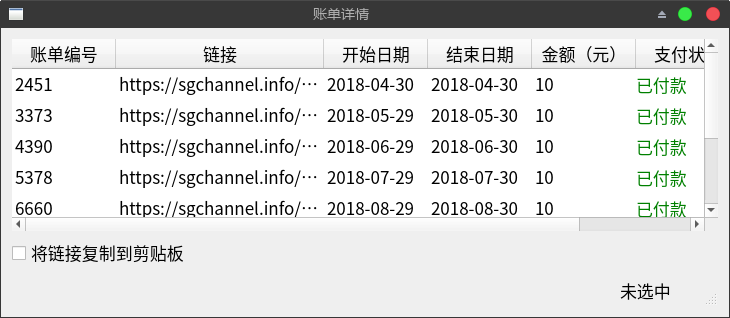 账单详情
账单编号 链接 开始日期 结束日期 金额（元） 支付状
2451 https://sgchannel.info/… 2018-04-30 2018-04-30 10 已付款
3373 https://sgchannel.info/… 2018-05-29 2018-05-30 10 已付款
4390 https://sgchannel.info/… 2018-06-29 2018-06-30 10 已付款
5378 https://sgchannel.info/… 2018-07-29 2018-07-30 10 已付款
6660 https://sgchannel.info/… 2018-08-29 2018-08-30 10 已付款
将链接复制到剪贴板
未选中